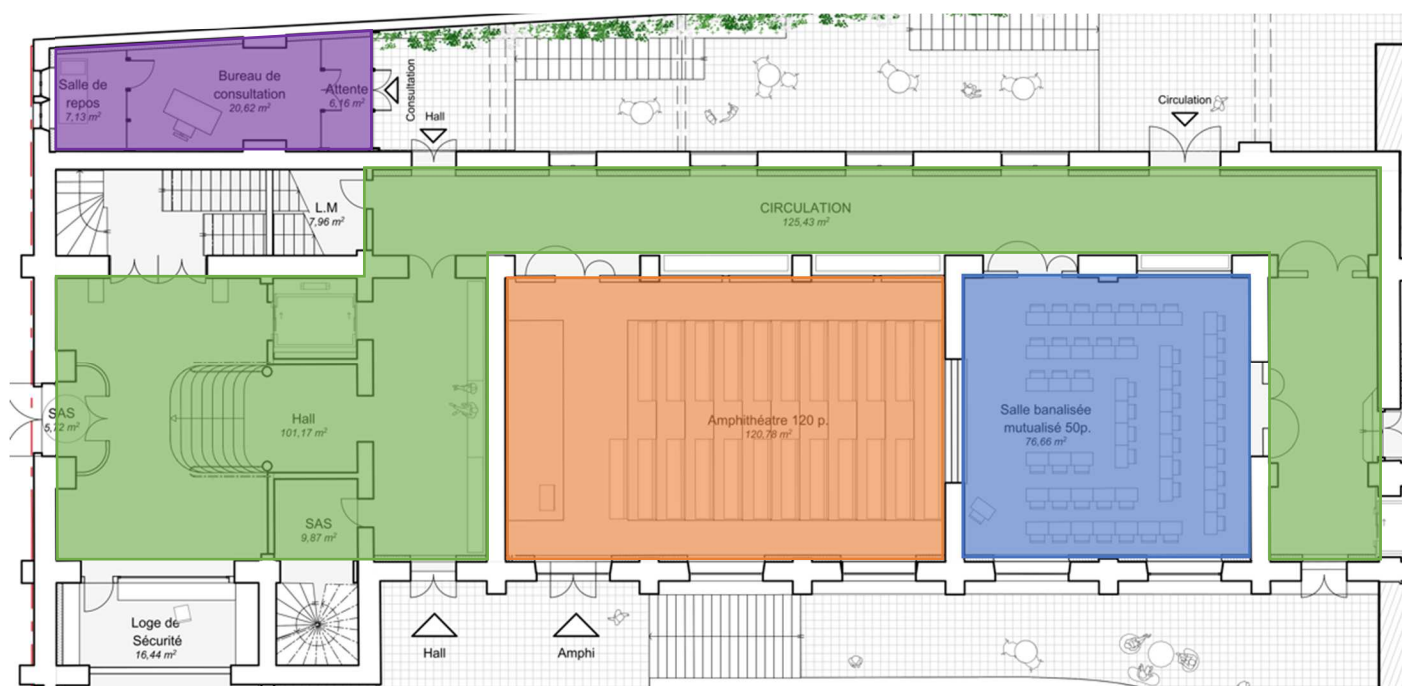 Salle de
repos
7,13 m²
Bureau de
consultation
20,62 m²
Attente
6,16 m²
Consultation
Hall
Circulation
L.M
7,96 m²
CIRCULATION
125,43 m²
SAS
5,72 m²
Hall
101,17 m²
Amphithéatre 120 p.
120,78 m²
Salle banalisée
mutualisé 50p.
76,66 m²
SAS
9,87 m²
Loge de
Sécurité
16,44 m²
Hall
Amphi